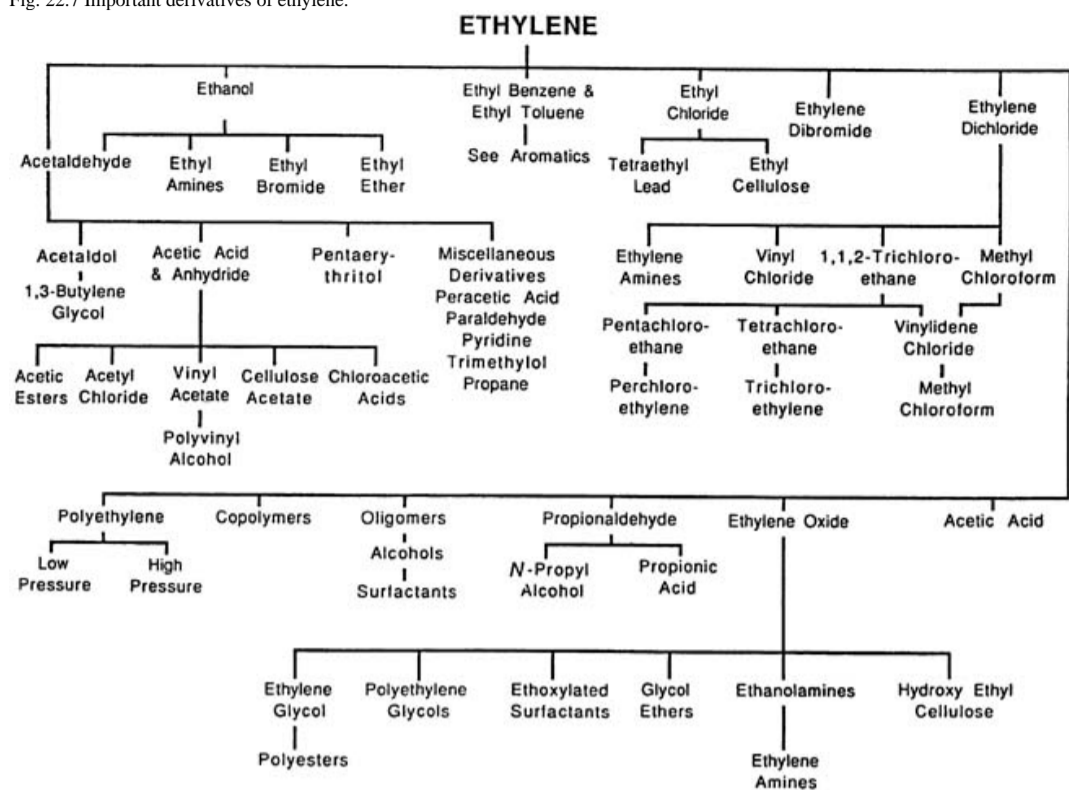 Fig. 22.7 Important derivatives of ethylene.
ETHYLENE
Ethanol
Ethyl Benzene &
Ethyl Toluene
Ethyl
Chloride
Ethylene
Dibromide
Ethylene
Dichloride
See Aromatics
Tetraethyl
Lead
Ethyl
Cellulose
Acetaldehyde
Ethyl
Amines
Ethyl
Bromide
Ethyl
Ether
Acetaldol
1,3-Butylene
Glycol
Acetic Acid
& Anhydride
Pentaery-
thritol
Miscellaneous
Derivatives
Peracetic Acid
Paraldehyde
Pyridine
Trimethylol
Propane
Ethylene
Amines
Vinyl
Chloride
1,1,2-Trichloro-
ethane
Methyl
Chloroform
Pentachloro-
ethane
Perchloro-
ethylene
Tetrachloro-
ethane
Trichloro-
ethylene
Vinylidene
Chloride
Methyl
Chloroform
Acetic
Esters
Acetyl
Chloride
Vinyl
Acetate
Polyvinyl
Alcohol
Cellulose
Acetate
Chloroacetic
Acids
Polyethylene
Low
Pressure
High
Pressure
Copolymers
Oligomers
Alcohols
Surfactants
Propionaldehyde
N-Propyl
Alcohol
Propionic
Acid
Ethylene Oxide
Acetic Acid
Ethylene
Glycol
Polyesters
Polyethylene
Glycols
Ethoxylated
Surfactants
Glycol
Ethers
Ethanolamines
Ethylene
Amines
Hydroxy Ethyl
Cellulose